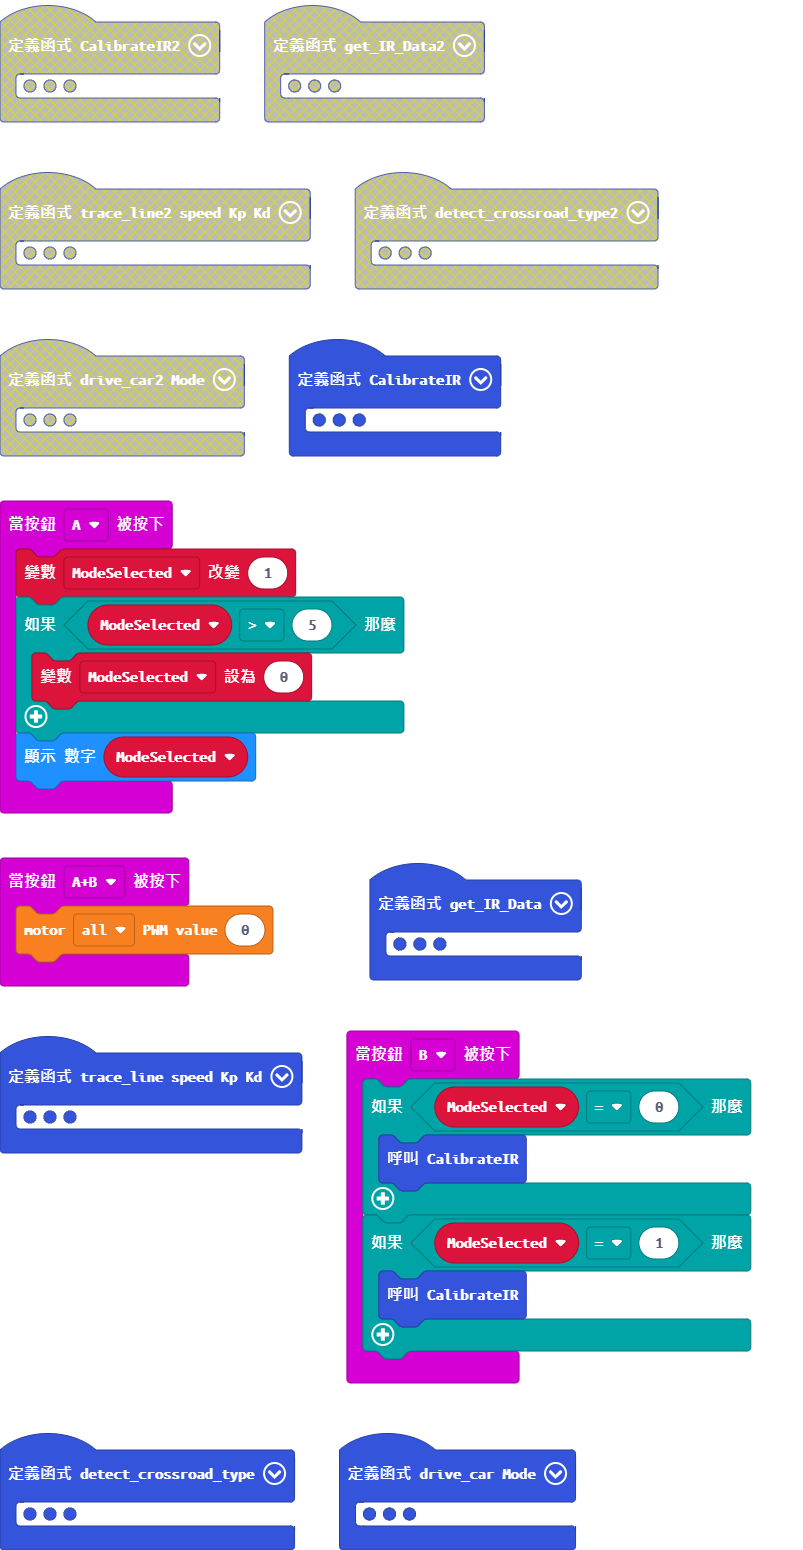 定義函式 CalibrateIR2
定義函式 get_IR_Data2
定義函式 trace_line2 speed Kp Kd
定義函式 detect_crossroad_type2
定義函式 drive_car2 Mode
定義函式 CalibrateIR
當按鈕 A 被按下
變數 ModeSelected 改變 1
如果 ModeSelected > 5 那麼
變數 ModeSelected 設為 0
顯示 數字 ModeSelected
當按鈕 A+B 被按下
motor all PWM value 0
定義函式 get_IR_Data
定義函式 trace_line speed Kp Kd
當按鈕 B 被按下
如果 ModeSelected = 0 那麼
呼叫 CalibrateIR
如果 ModeSelected = 1 那麼
呼叫 CalibrateIR
定義函式 detect_crossroad_type
定義函式 drive_car Mode